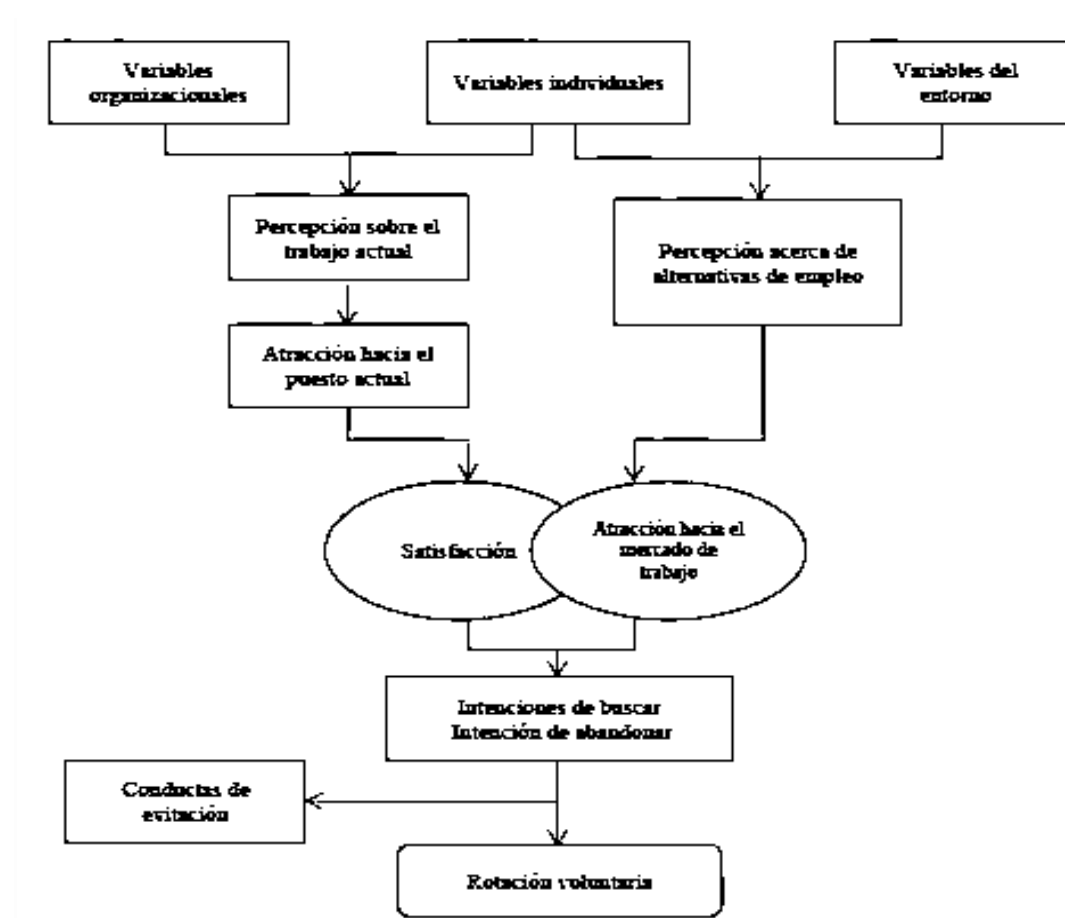 Variables
organizacionales
Variables individuales
Variables del
entorno
Percepción sobre el
trabajo actual
Percepción acerca de
alternativas de empleo
Atracción hacia el
puesto actual
Satisfacción
Atracción hacia el
mercado de
trabajo
Intenciones de buscar
Intención de abandonar
Conductas de
evitación
Rotación voluntaria